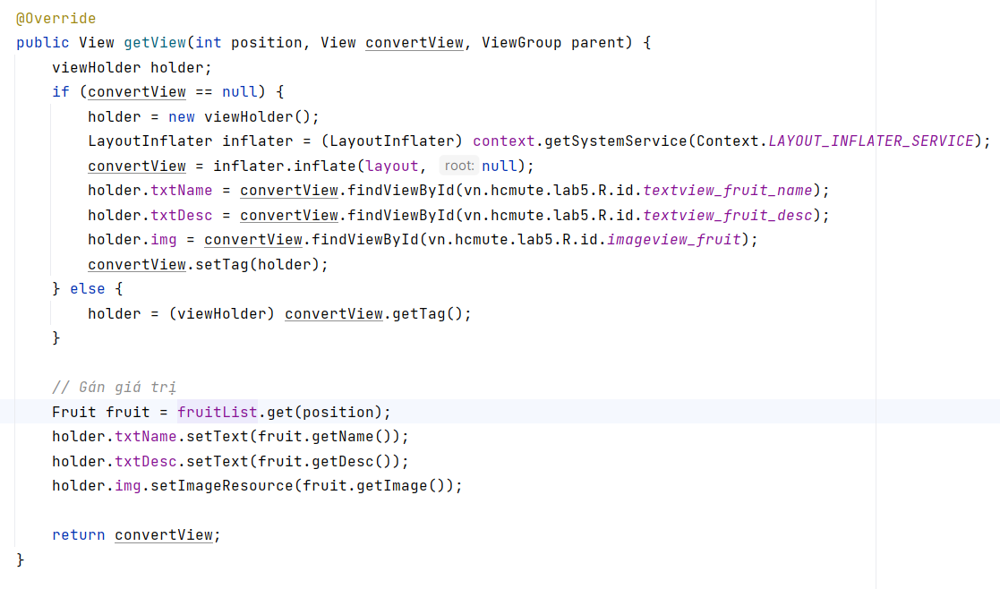 @Override
public View getView(int position, View convertView, ViewGroup parent) {
    viewHolder holder;
    if (convertView == null) {
        holder = new viewHolder();
        LayoutInflater inflater = (LayoutInflater) context.getSystemService(Context.LAYOUT_INFLATER_SERVICE);
        convertView = inflater.inflate(layout, root: null);
        holder.txtName = convertView.findViewById(vn.hcmute.lab5.R.id.textview_fruit_name);
        holder.txtDesc = convertView.findViewById(vn.hcmute.lab5.R.id.textview_fruit_desc);
        holder.img = convertView.findViewById(vn.hcmute.lab5.R.id.imageview_fruit);
        convertView.setTag(holder);
    } else {
        holder = (viewHolder) convertView.getTag();
    }
    // Gán giá trị
    Fruit fruit = fruitList.get(position);
    holder.txtName.setText(fruit.getName());
    holder.txtDesc.setText(fruit.getDesc());
    holder.img.setImageResource(fruit.getImage());
    return convertView;
}